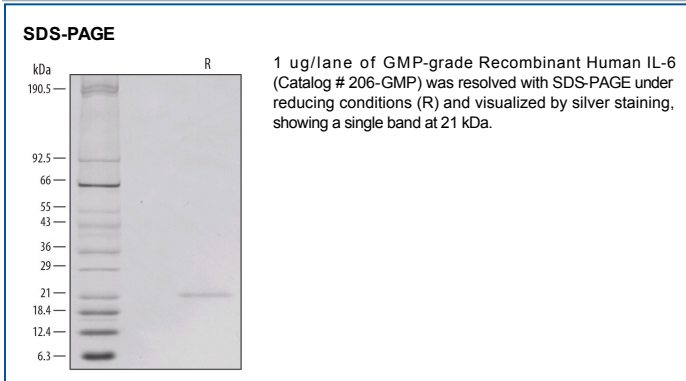 SDS-PAGE
kDa
R
190.5
92.5
66
55
43
36
29
21
18.4
12.4
6.3
1 ug/lane of GMP-grade Recombinant Human IL-6
(Catalog # 206-GMP) was resolved with SDS-PAGE under
reducing conditions (R) and visualized by silver staining,
showing a single band at 21 kDa.